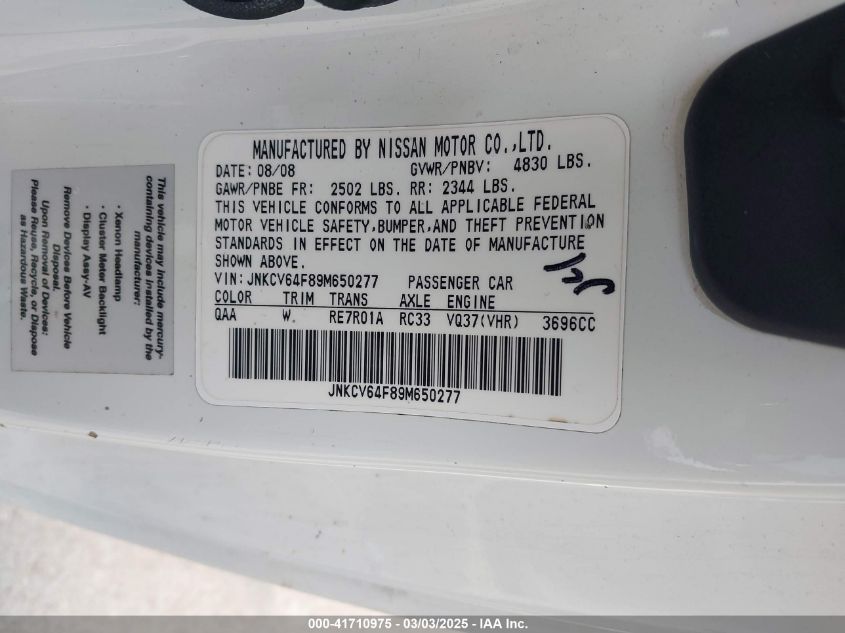 MANUFACTURED BY NISSAN MOTOR CO.,LTD.
DATE: 08/08 GVWR/PNBV: 4830 LBS.
GAWR/PNBE FR: 2502 LBS. RR: 2344 LBS.
THIS VEHICLE CONFORMS TO ALL APPLICABLE FEDERAL
MOTOR VEHICLE SAFETY,BUMPER,AND THEFT PREVENTION
STANDARDS IN EFFECT ON THE DATE OF MANUFACTURE
SHOWN ABOVE.
VIN:JNKCV64F89M650277 PASSENGER CAR
COLOR TRIM TRANS AXLE ENGINE
QAA W. RE7R01A RC33 VQ37(VHR) 3696CC
JNKCV64F89M650277
This vehicle may include mercury-
containing devices installed by the
manufacturer:
• Xenon Headlamp
• Cluster Meter Backlight
• Display Assy-AV
Remove Devices Before Vehicle
Disposal.
Upon Removal of Devices:
Please Reuse, Recycle, or Dispose
as Hazardous Waste.
000-41710975 - 03/03/2025 - IAA Inc.